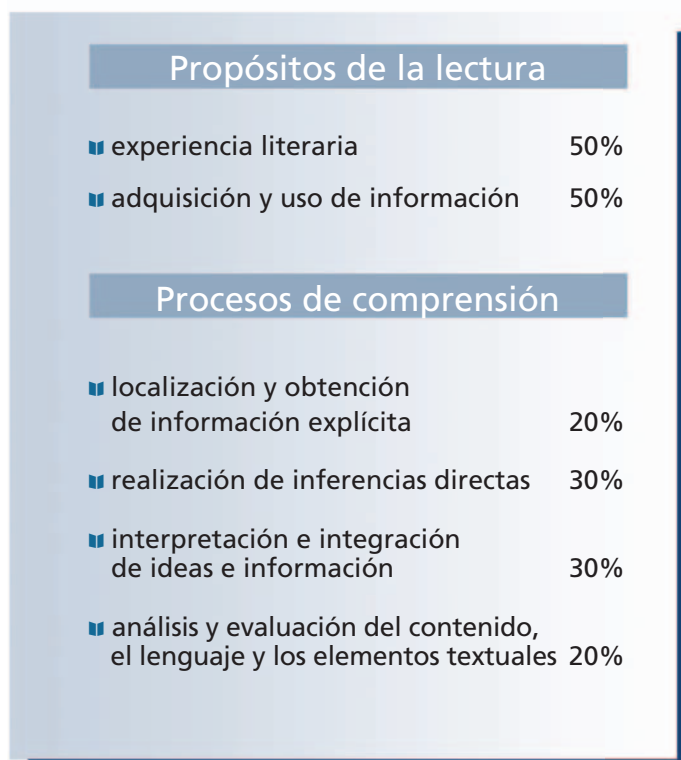 Propósitos de la lectura
experiencia literaria 50%
adquisición y uso de información 50%
Procesos de comprensión
localización y obtención
de información explícita 20%
realización de inferencias directas 30%
interpretación e integración
de ideas e información 30%
análisis y evaluación del contenido,
el lenguaje y los elementos textuales 20%